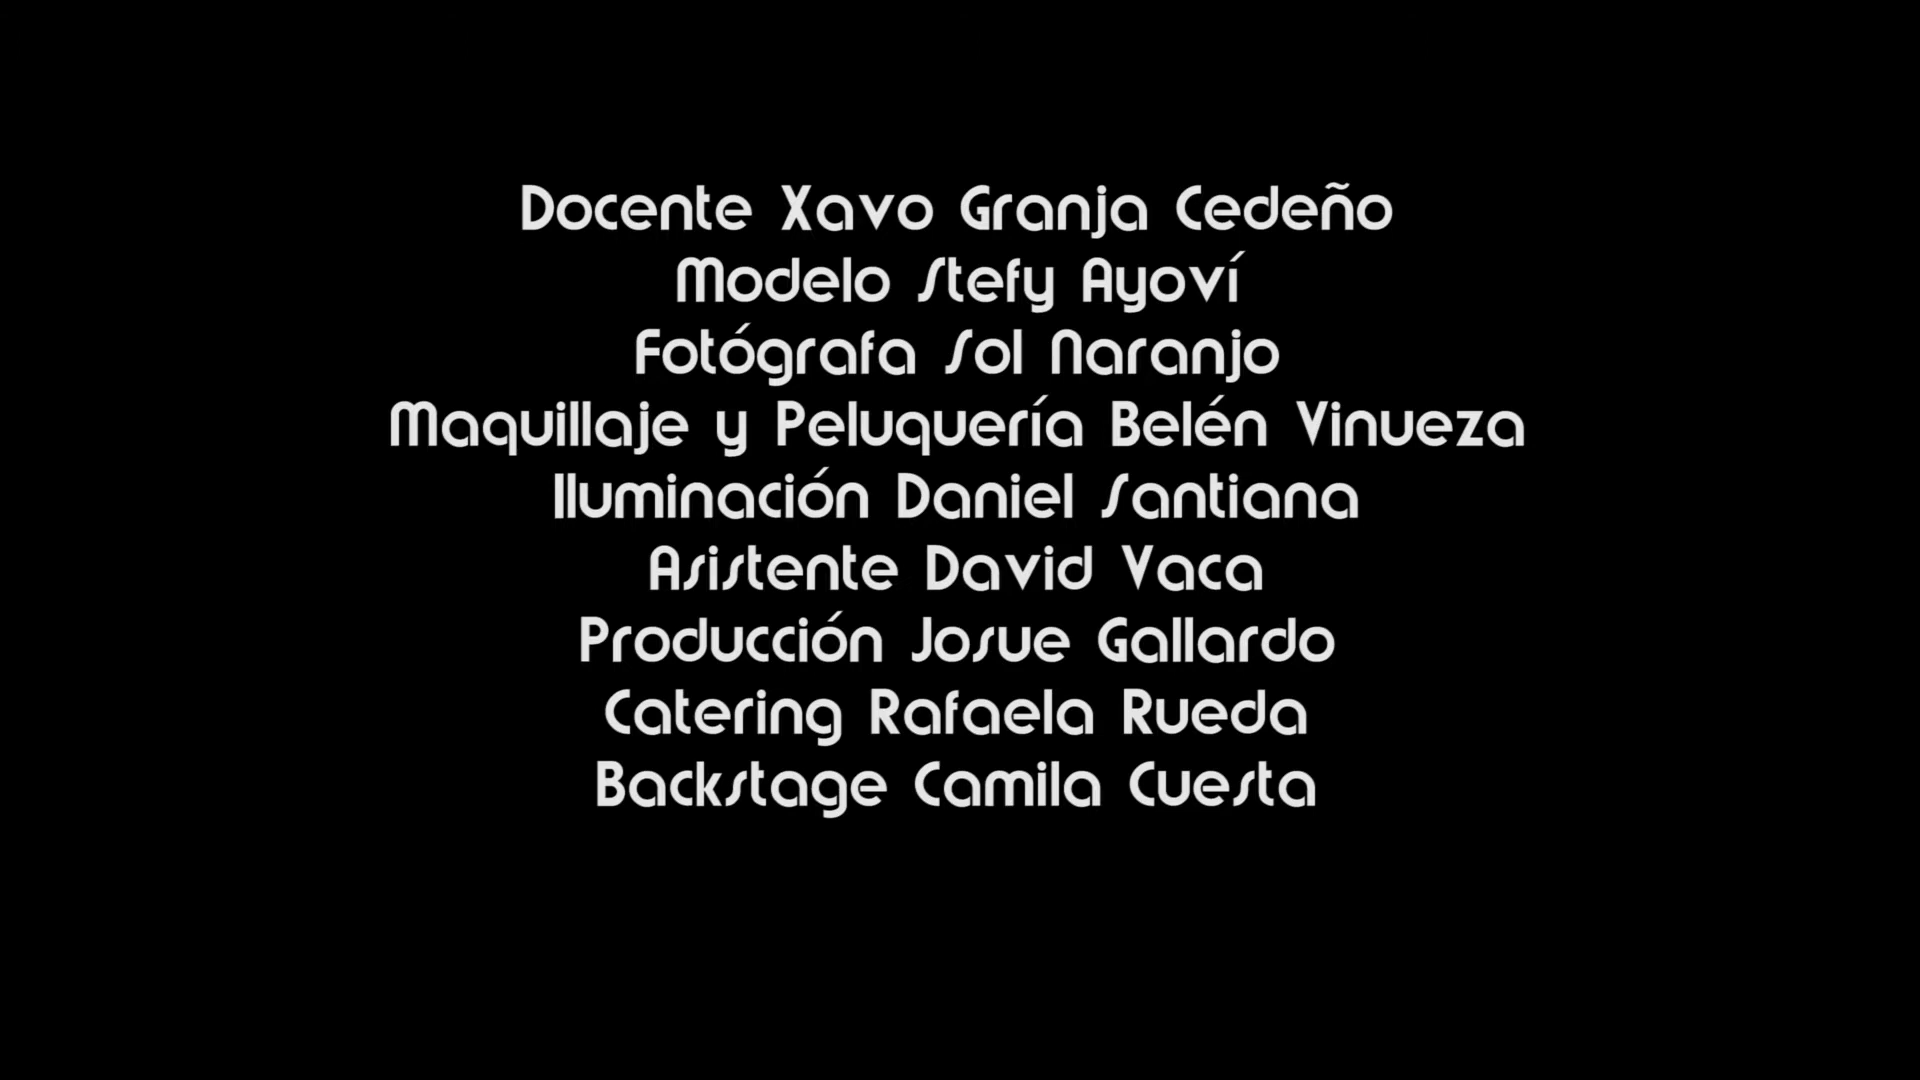 Docente Xavo Granja Cedeño
Modelo Stefy Ayoví
Fotógrafa Sol Naranjo
Maquillaje y Peluquería Belén Vinueza
Iluminación Daniel Santiana
Asistente David Vaca
Producción Josue Gallardo
Catering Rafaela Rueda
Backstage Camila Cuesta